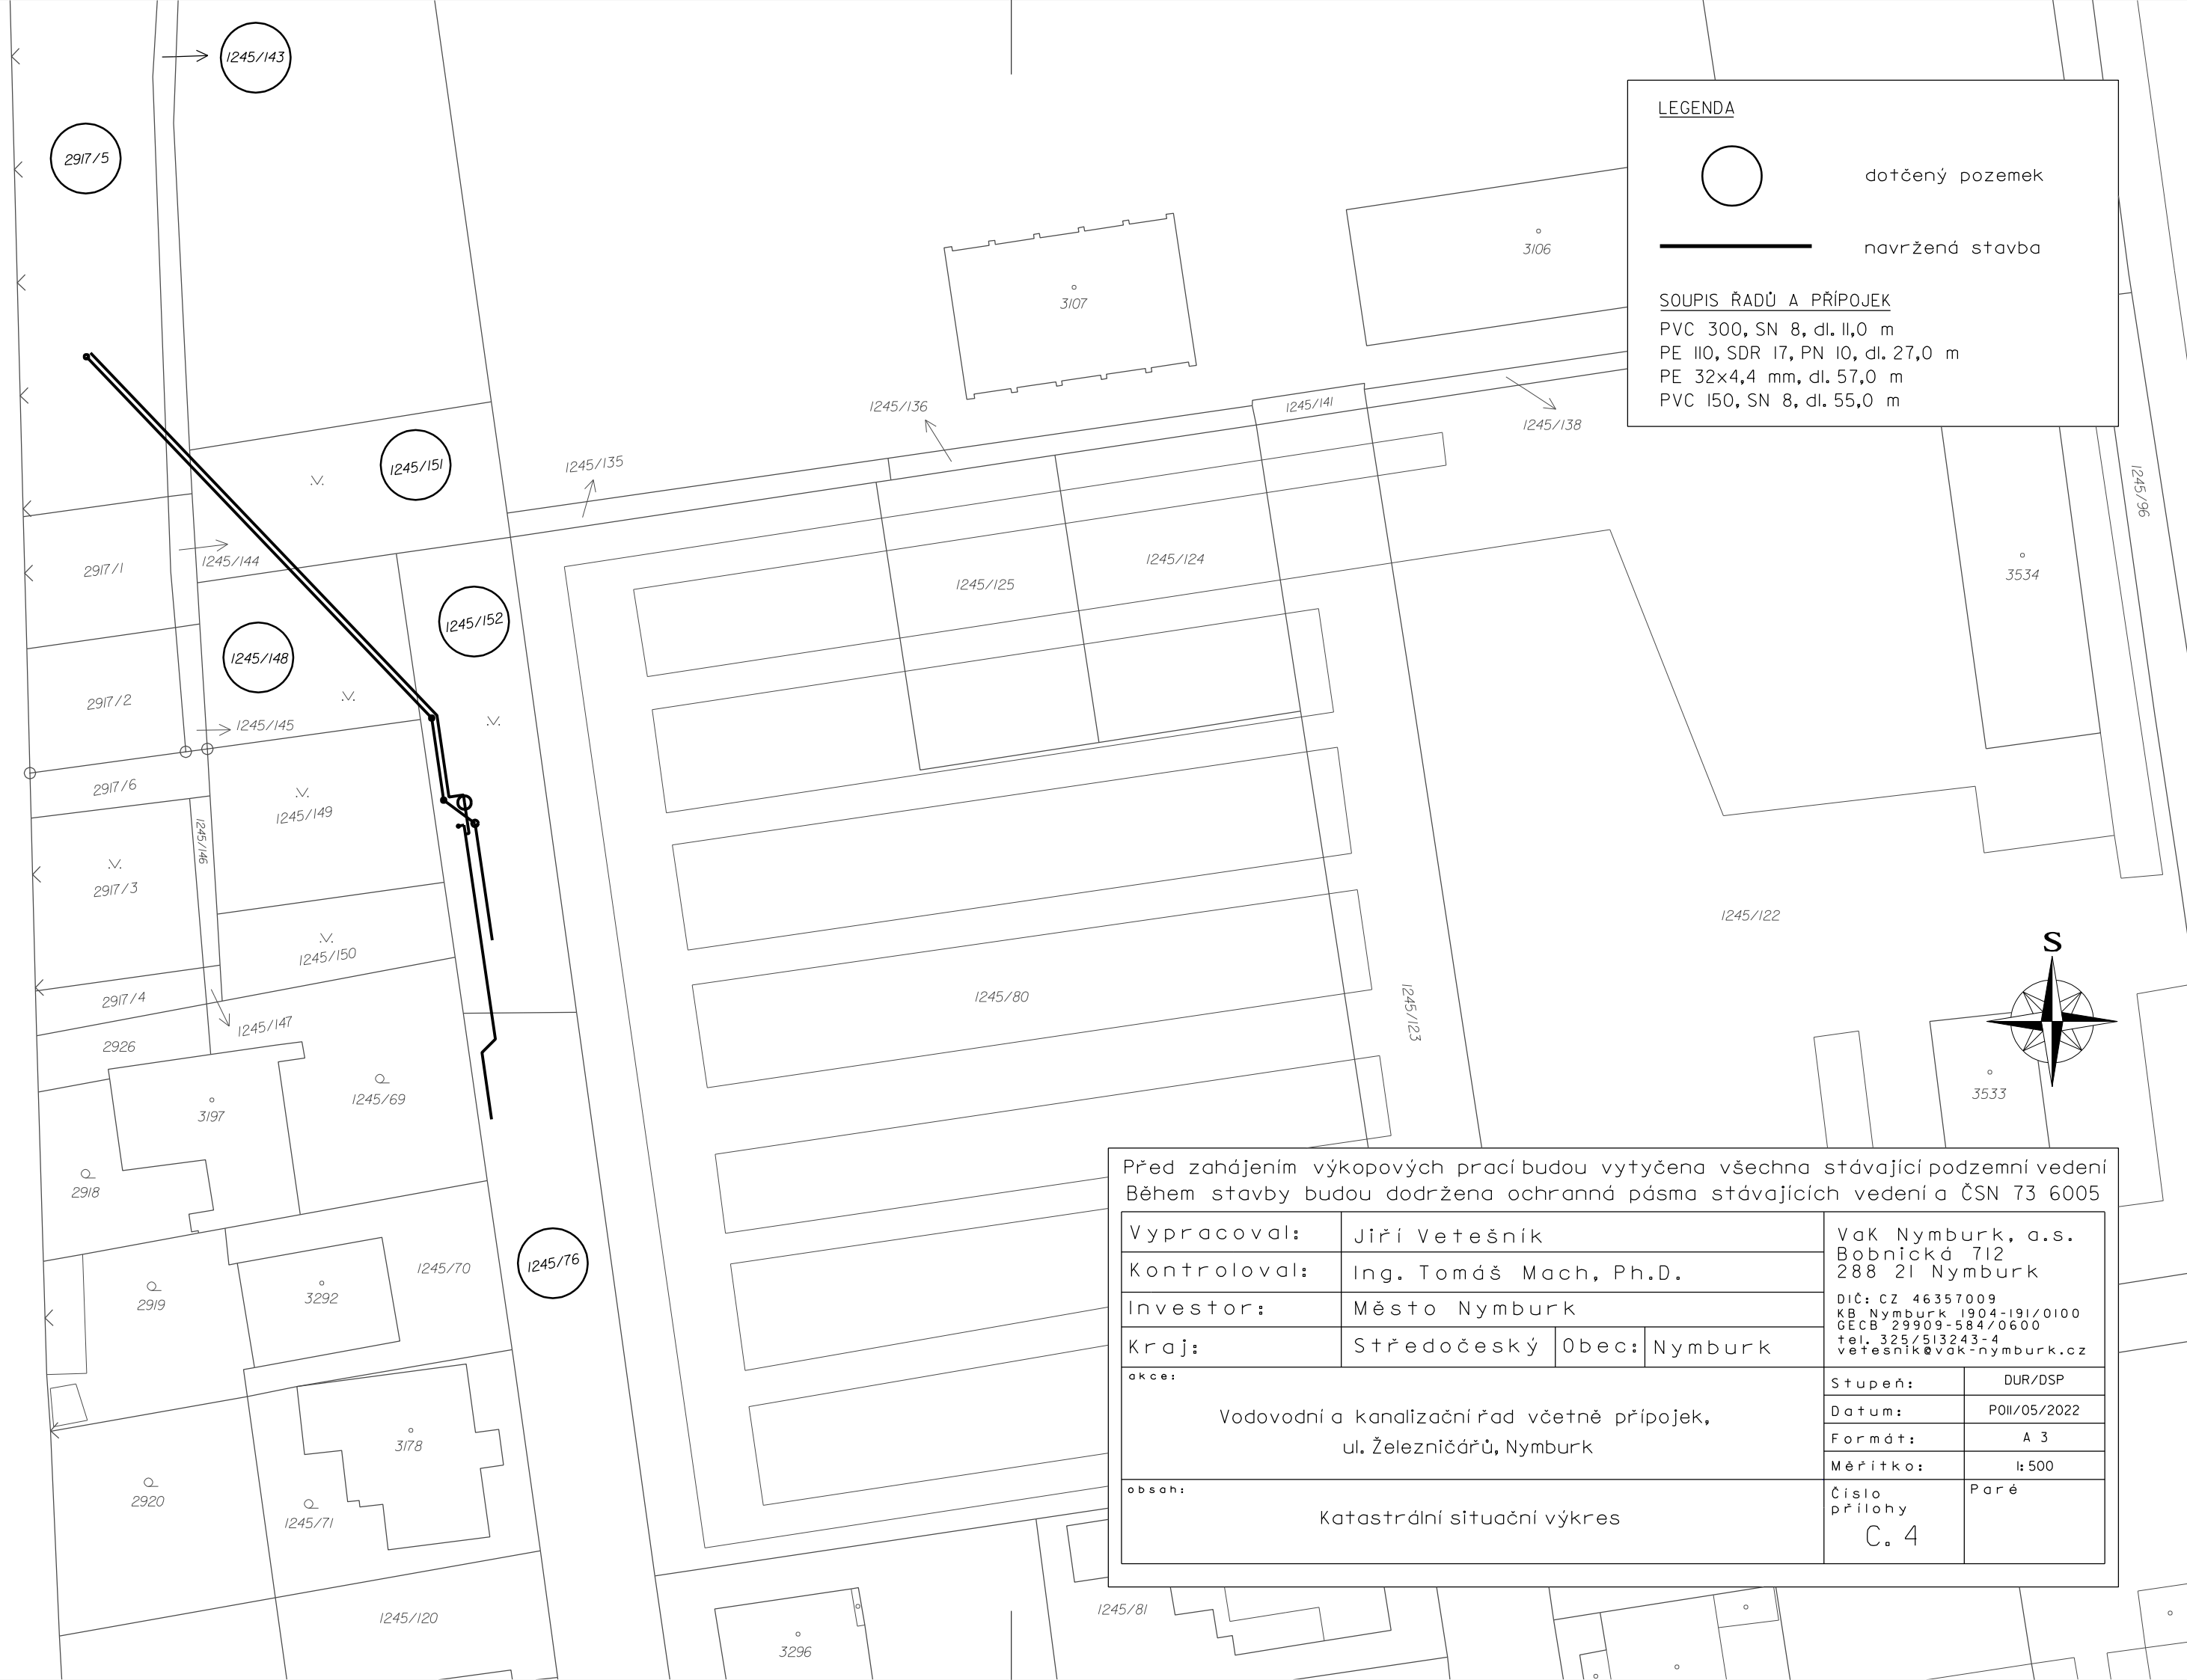 1245/143
2917/5
LEGENDA
dotčený pozemek
navržená stavba
SOUPIS ŘADŮ A PŘÍPOJEK
PVC 300, SN 8, dl. 11,0 m
PE 110, SDR 17, PN 10, dl. 27,0 m
PE 32x4,4 mm, dl. 57,0 m
PVC 150, SN 8, dl. 55,0 m
3106
3107
1245/136
1245/141
1245/138
1245/135
1245/151
1245/96
1245/144
2917/1
1245/125
1245/124
3534
1245/152
1245/148
2917/2
1245/145
2917/6
1245/149
1245/146
2917/3
1245/122
1245/150
S
2917/4
1245/80
1245/123
1245/147
2926
1245/69
3197
3533
2918
1245/76
1245/70
3292
2919
3178
2920
1245/71
1245/120
3296
1245/81
Před zahájením výkopových prací budou vytyčena všechna stávající podzemní vedení
Během stavby budou dodržena ochranná pásma stávajících vedení a ČSN 73 6005
Vypracoval: Jiří Vetešník
Kontroloval: Ing. Tomáš Mach, Ph.D.
Investor: Město Nymburk
Kraj: Středočeský Obec: Nymburk
VaK Nymburk, a.s.
Bobnická 712
288 21 Nymburk
DIČ: CZ 46357009
KB Nymburk 1904-191/0100
GECB 29909-584/0600
tel. 325/513243-4
vetesnik@vak-nymburk.cz
akce:
Vodovodní a kanalizační řad včetně přípojek,
ul. Železničářů, Nymburk
Stupeň: DUR/DSP
Datum: P011/05/2022
Formát: A 3
Měřítko: 1:500
obsah:
Katastrální situační výkres
Číslo
přílohy
C. 4
Paré